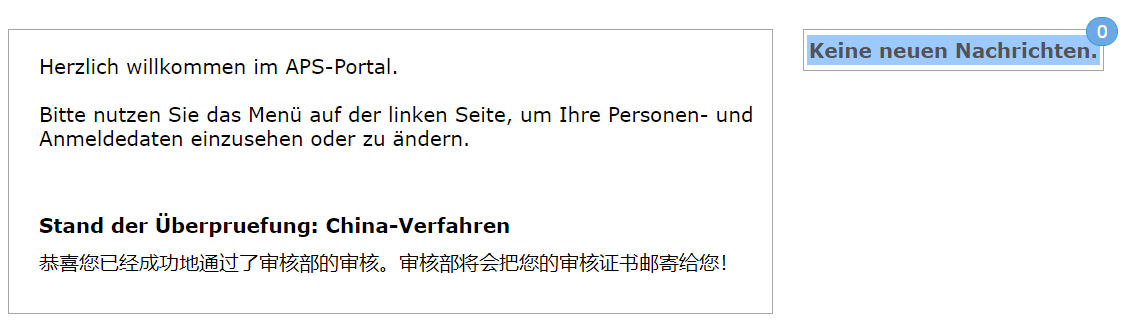 Herzlich willkommen im APS-Portal.
Bitte nutzen Sie das Menü auf der linken Seite, um Ihre Personen- und
Anmeldedaten einzusehen oder zu ändern.
Stand der Überpruefung: China-Verfahren
恭喜您已经成功地通过了审核部的审核。审核部将会把您的审核证书邮寄给您!
0
Keine neuen Nachrichten.